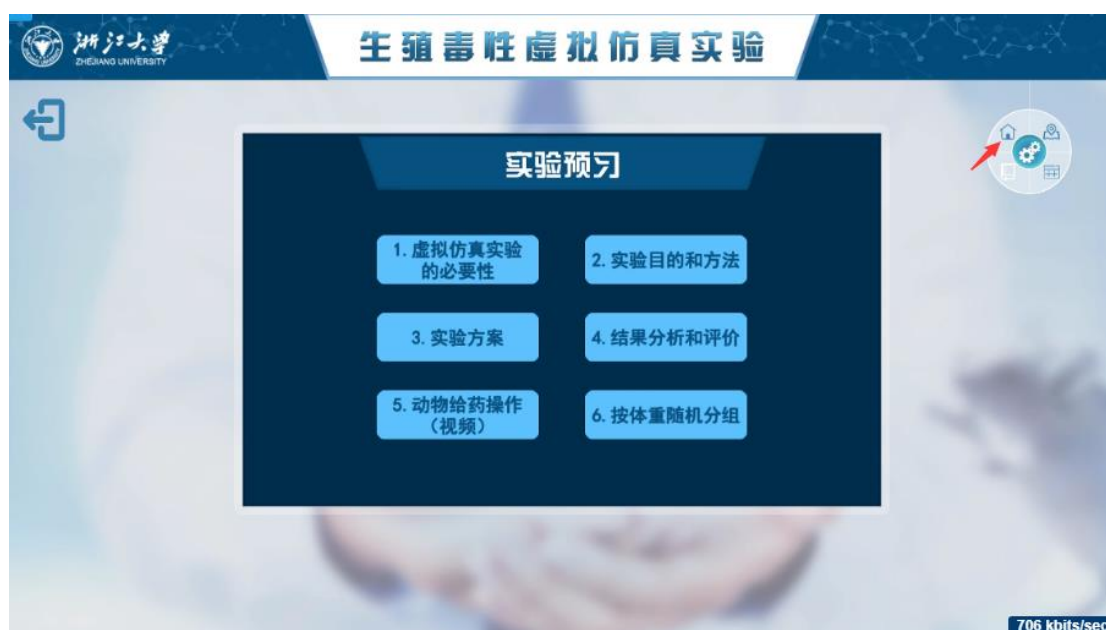 浙江大学
ZHEJIANG UNIVERSITY
生殖毒性虚拟仿真实验
实验预习
1. 虚拟仿真实验
的必要性
2. 实验目的和方法
3. 实验方案
4. 结果分析和评价
5. 动物给药操作
（视频）
6. 按体重随机分组
706 kbits/sec